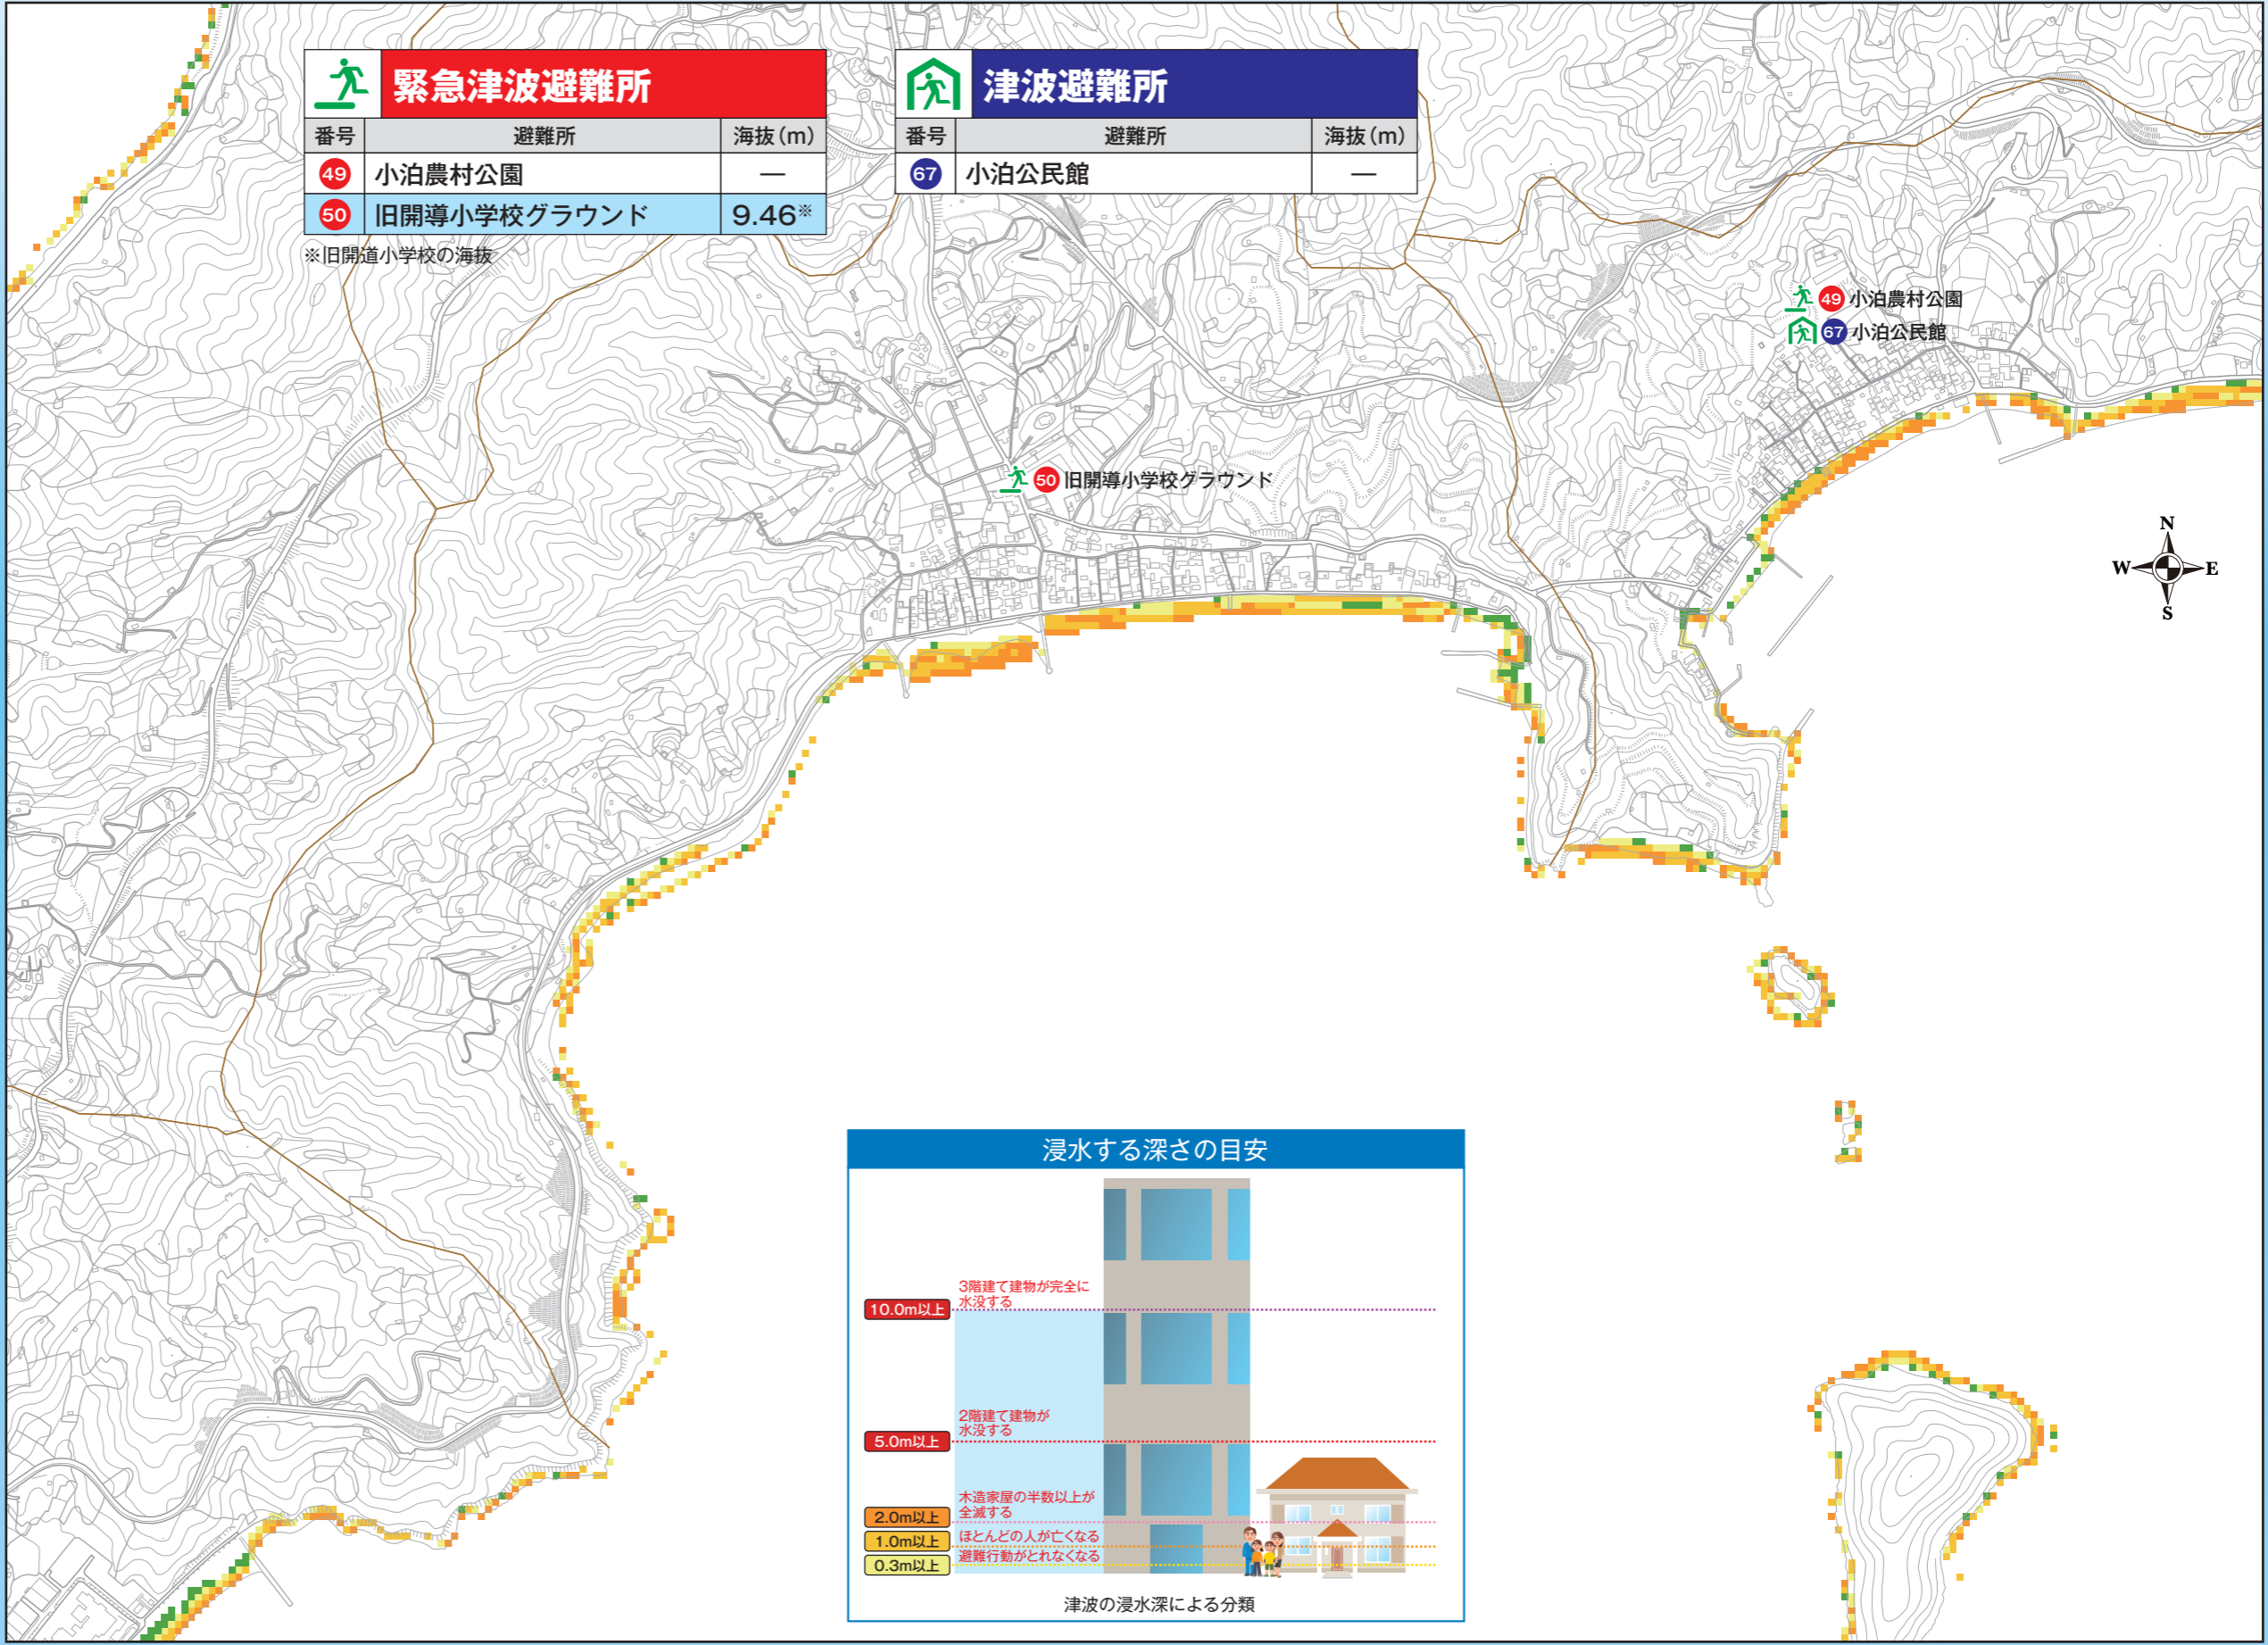 緊急津波避難所
番号 避難所 海抜(m)
49 小泊農村公園 —
50 旧開導小学校グラウンド 9.46※
※旧開道小学校の海抜
津波避難所
番号 避難所 海抜(m)
67 小泊公民館 —
49 小泊農村公園
67 小泊公民館
50 旧開導小学校グラウンド
N
W E
S
浸水する深さの目安
3階建て建物が完全に
水没する
10.0m以上
2階建て建物が
水没する
5.0m以上
木造家屋の半数以上が
全滅する
2.0m以上
ほとんどの人が亡くなる
1.0m以上
避難行動がとれなくなる
0.3m以上
津波の浸水深による分類